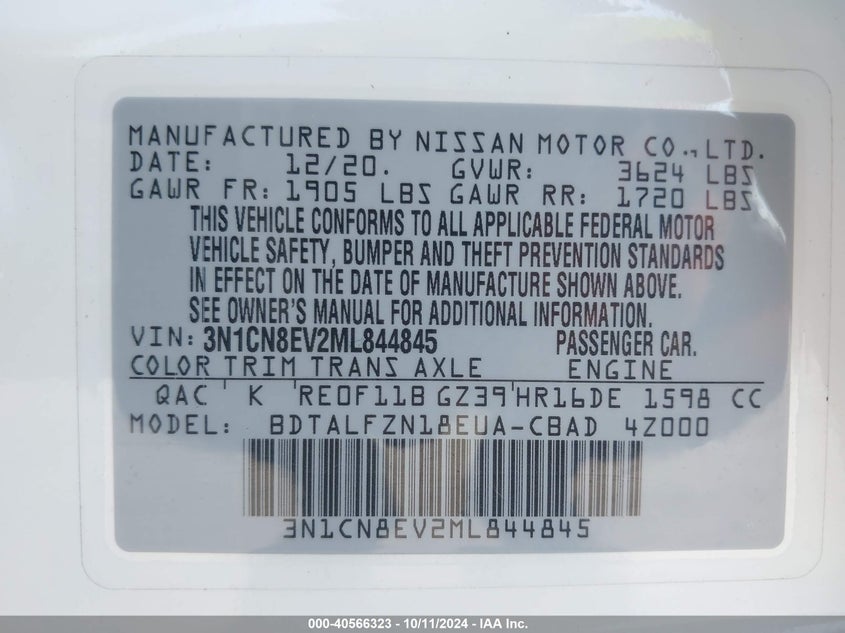 MANUFACTURED BY NISSAN MOTOR CO.,LTD.
DATE: 12/20. GVWR: 3624 LBS
GAWR FR: 1905 LBS GAWR RR: 1720 LBS
THIS VEHICLE CONFORMS TO ALL APPLICABLE FEDERAL MOTOR
VEHICLE SAFETY, BUMPER AND THEFT PREVENTION STANDARDS
IN EFFECT ON THE DATE OF MANUFACTURE SHOWN ABOVE.
SEE OWNER'S MANUAL FOR ADDITIONAL INFORMATION.
VIN: 3N1CN8EV2ML844845 PASSENGER CAR.
COLOR TRIM TRANS AXLE ENGINE
QAC K RE0F11B GZ39 HR16DE 1598 CC
MODEL: BDTALFZN18EUA-CBAD 4Z000
3N1CN8EV2ML844845
000-40566323 - 10/11/2024 - IAA Inc.